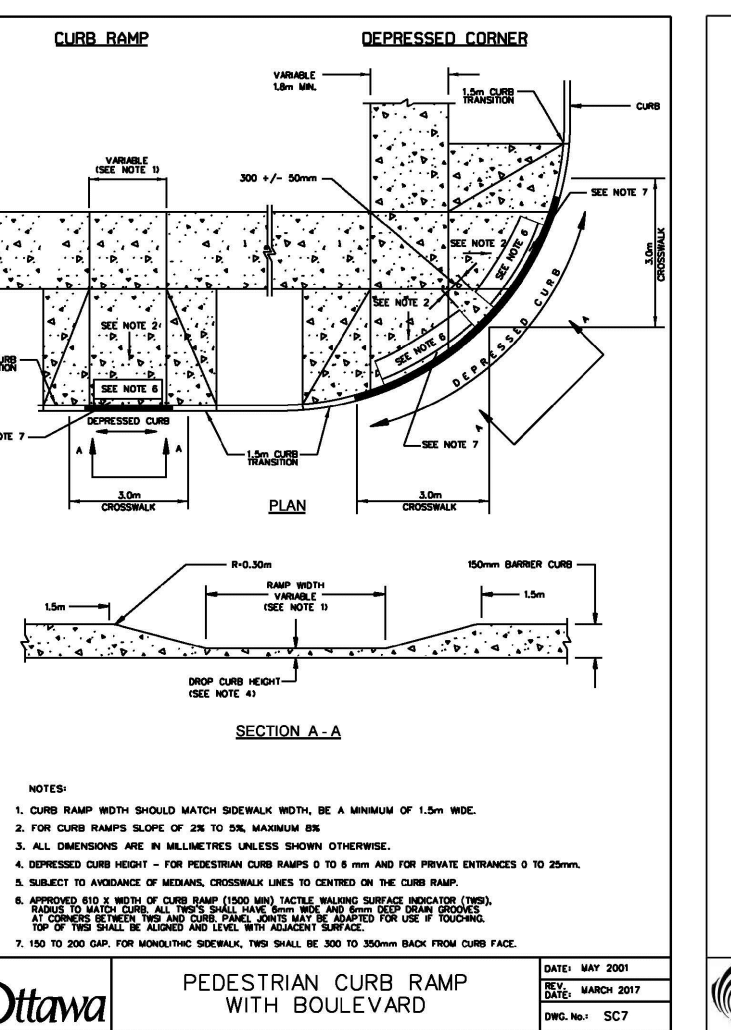 CURB RAMP
DEPRESSED CORNER
VARIABLE
1.8m MIN.
1.5m CURB
TRANSITION
CURB
VARIABLE
(SEE NOTE 1)
300 +/- 50mm
SEE NOTE 7
SEE NOTE 2
SEE NOTE 6
3.0m
CROSSWALK
SEE NOTE 2
SEE NOTE 2
SEE NOTE 6
DEPRESSED CURB
A
A
SEE NOTE 6
DEPRESSED CURB
A
A
1.5m CURB
TRANSITION
SEE NOTE 7
3.0m
CROSSWALK
PLAN
3.0m
CROSSWALK
R=0.30m
150mm BARRIER CURB
RAMP WIDTH
VARIABLE
(SEE NOTE 1)
1.5m
1.5m
DROP CURB HEIGHT
(SEE NOTE 4)
SECTION A - A
NOTES:
1. CURB RAMP WIDTH SHOULD MATCH SIDEWALK WIDTH, BE A MINIMUM OF 1.5m WIDE.
2. FOR CURB RAMPS SLOPE OF 2% TO 5%, MAXIMUM 8%
3. ALL DIMENSIONS ARE IN MILLIMETRES UNLESS SHOWN OTHERWISE.
4. DEPRESSED CURB HEIGHT - FOR PEDESTRIAN CURB RAMPS 0 TO 6 mm AND FOR PRIVATE ENTRANCES 0 TO 25mm.
5. SUBJECT TO AVOIDANCE OF MEDIANS, CROSSWALK LINES TO CENTRED ON THE CURB RAMP.
6. APPROVED 610 X WIDTH OF CURB RAMP (1500 MIN) TACTILE WALKING SURFACE INDICATOR (TWSI),
RADIUS TO MATCH CURB. ALL TWSI'S SHALL HAVE 6mm WIDE AND 6mm DEEP DRAIN GROOVES
AT CORNERS BETWEEN TWSI AND CURB. PANEL JOINTS MAY BE ADAPTED FOR USE IF TOUCHING.
TOP OF TWSI SHALL BE ALIGNED AND LEVEL WITH ADJACENT SURFACE.
7. 150 TO 200 GAP. FOR MONOLITHIC SIDEWALK, TWSI SHALL BE 300 TO 350mm BACK FROM CURB FACE.
Ottawa
PEDESTRIAN CURB RAMP
WITH BOULEVARD
DATE: MAY 2001
REV. DATE: MARCH 2017
DWG. No.: SC7